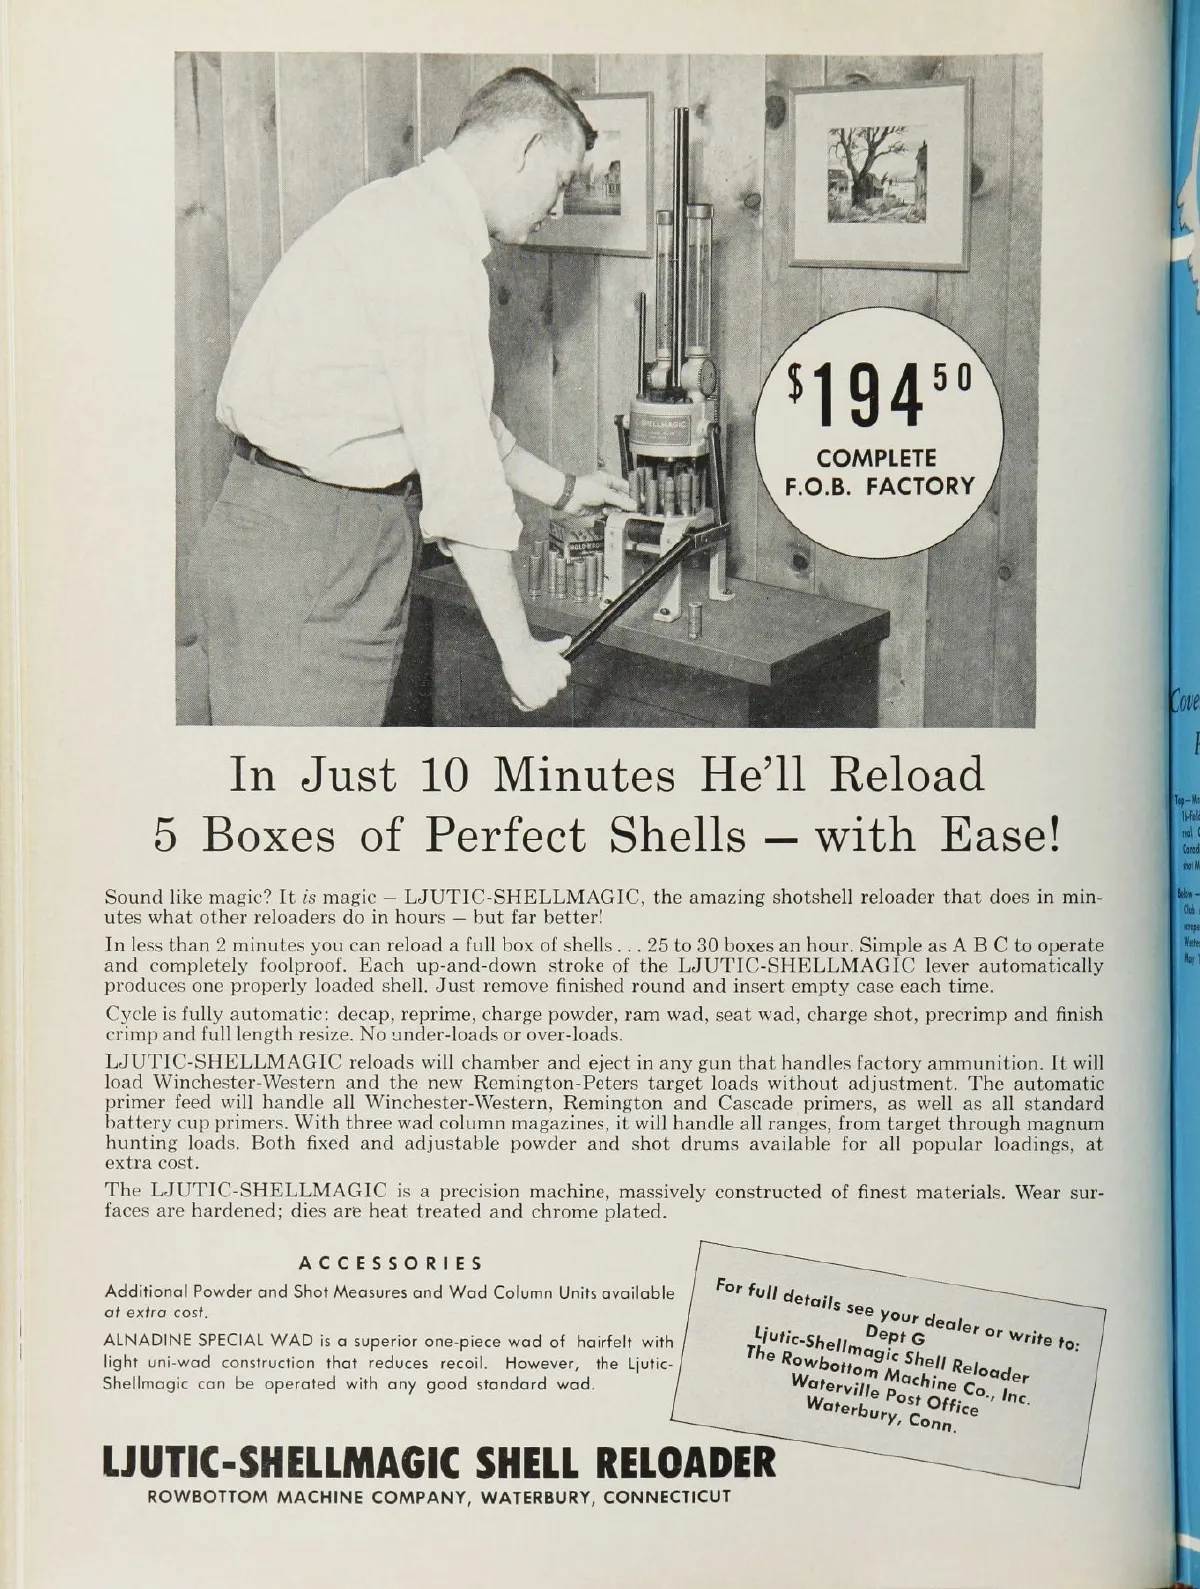 SHELLMAGIC
$194 50
COMPLETE
F.O.B. FACTORY
In Just 10 Minutes He'll Reload
5 Boxes of Perfect Shells — with Ease!
Sound like magic? It is magic — LJUTIC-SHELLMAGIC, the amazing shotshell reloader that does in min-
utes what other reloaders do in hours — but far better!
In less than 2 minutes you can reload a full box of shells . . . 25 to 30 boxes an hour. Simple as A B C to operate
and completely foolproof. Each up-and-down stroke of the LJUTIC-SHELLMAGIC lever automatically
produces one properly loaded shell. Just remove finished round and insert empty case each time.
Cycle is fully automatic: decap, reprime, charge powder, ram wad, seat wad, charge shot, precrimp and finish
crimp and full length resize. No under-loads or over-loads.
LJUTIC-SHELLMAGIC reloads will chamber and eject in any gun that handles factory ammunition. It will
load Winchester-Western and the new Remington-Peters target loads without adjustment. The automatic
primer feed will handle all Winchester-Western, Remington and Cascade primers, as well as all standard
battery cup primers. With three wad column magazines, it will handle all ranges, from target through magnum
hunting loads. Both fixed and adjustable powder and shot drums available for all popular loadings, at
extra cost.
The LJUTIC-SHELLMAGIC is a precision machine, massively constructed of finest materials. Wear sur-
faces are hardened; dies are heat treated and chrome plated.
ACCESSORIES
Additional Powder and Shot Measures and Wad Column Units available
at extra cost.
ALNADINE SPECIAL WAD is a superior one-piece wad of hairfelt with
light uni-wad construction that reduces recoil. However, the Ljutic-
Shellmagic can be operated with any good standard wad.
For full details see your dealer or write to:
Dept G
Ljutic-Shellmagic Shell Reloader
The Rowbottom Machine Co., Inc.
Waterville Post Office
Waterbury, Conn.
LJUTIC-SHELLMAGIC SHELL RELOADER
ROWBOTTOM MACHINE COMPANY, WATERBURY, CONNECTICUT
Top—
Below—
Club
May